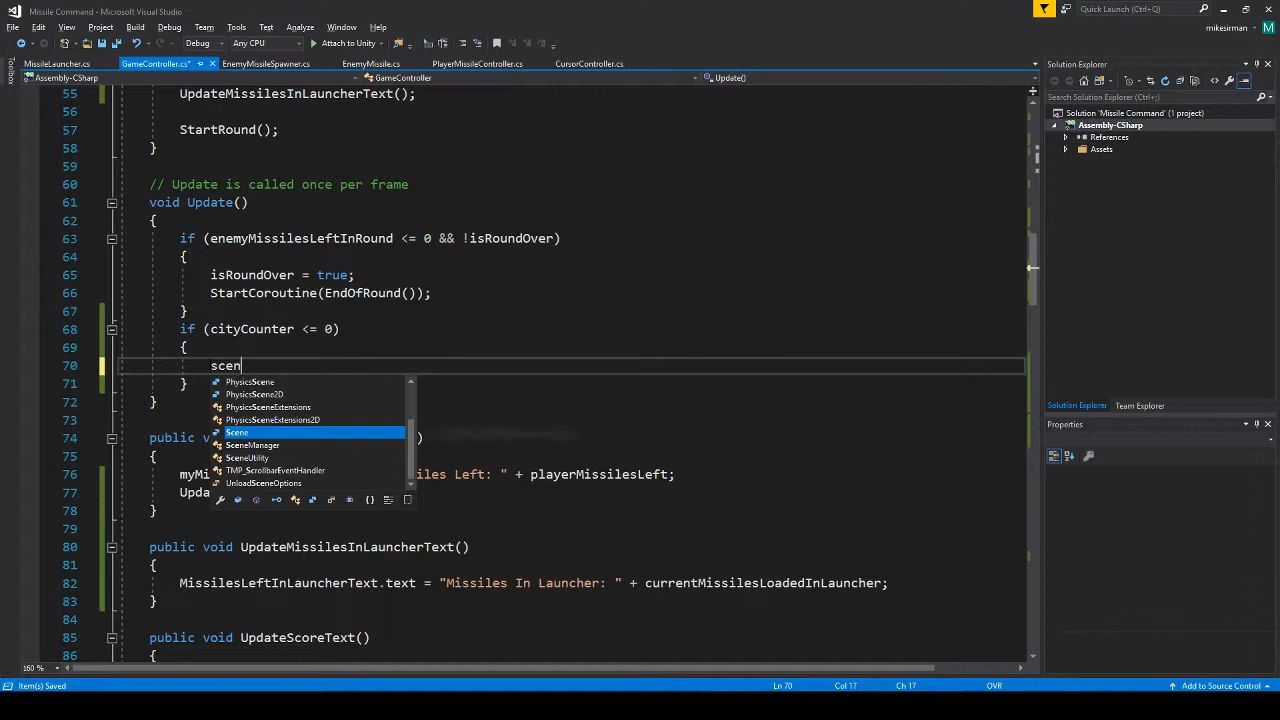 Missile Command - Microsoft Visual Studio
Quick Launch (Ctrl+Q)
File Edit View Project Build Debug Team Tools Test Analyze Window Help
mikesirman M
Debug Any CPU Attach to Unity
Toolbox
MissileLauncher.cs GameController.cs* EnemyMissileSpawner.cs EnemyMissile.cs PlayerMissileController.cs CursorController.cs
Assembly-CSharp GameController Update()
55 UpdateMissilesInLauncherText();
56
57 StartRound();
58 }
59
60 // Update is called once per frame
61 void Update()
62 {
63 if (enemyMissilesLeftInRound <= 0 && !isRoundOver)
64 {
65 isRoundOver = true;
66 StartCoroutine(EndOfRound());
67 }
68 if (cityCounter <= 0)
69 {
70 scen
71 }
72 }
73
74 public v )
75 {
76 myMi iles Left: " + playerMissilesLeft;
77 Upda
78 }
79
80 public void UpdateMissilesInLauncherText()
81 {
82 MissilesLeftInLauncherText.text = "Missiles In Launcher: " + currentMissilesLoadedInLauncher;
83 }
84
85 public void UpdateScoreText()
86 {
PhysicsScene
PhysicsScene2D
PhysicsSceneExtensions
PhysicsSceneExtensions2D
Scene
SceneManager
SceneUtility
TMP_ScrollbarEventHandler
UnloadSceneOptions
160 %
Solution Explorer
Search Solution Explorer (Ctrl+;)
Solution 'Missile Command' (1 project)
Assembly-CSharp
References
Assets
Solution Explorer Team Explorer
Properties
Item(s) Saved Ln 70 Col 17 Ch 17 OVR Add to Source Control